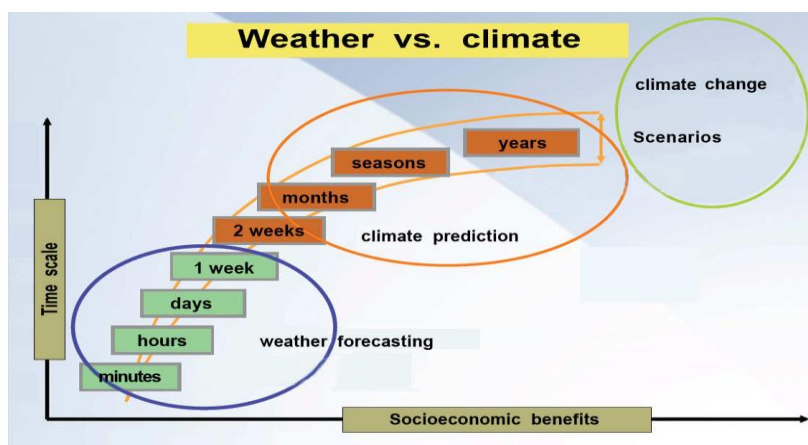 Weather vs. climate
climate change
Scenarios
years
seasons
months
2 weeks
climate prediction
1 week
days
hours
weather forecasting
minutes
Time scale
Socioeconomic benefits